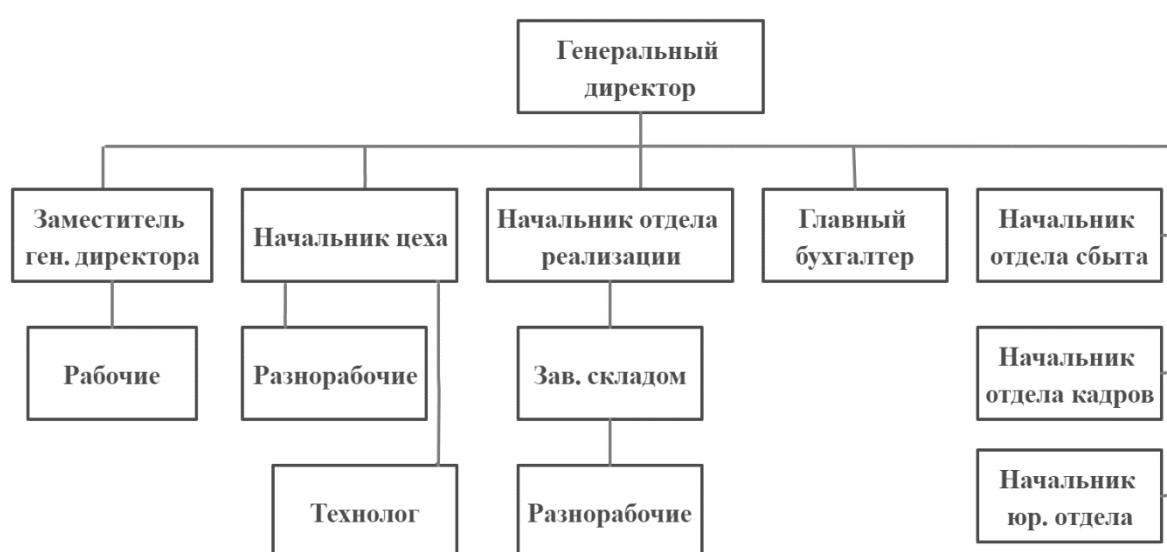 Генеральный
директор
Заместитель
ген. директора
Начальник цеха
Начальник отдела
реализации
Главный
бухгалтер
Начальник
отдела сбыта
Рабочие
Разнорабочие
Зав. складом
Начальник
отдела кадров
Технолог
Разнорабочие
Начальник
юр. отдела